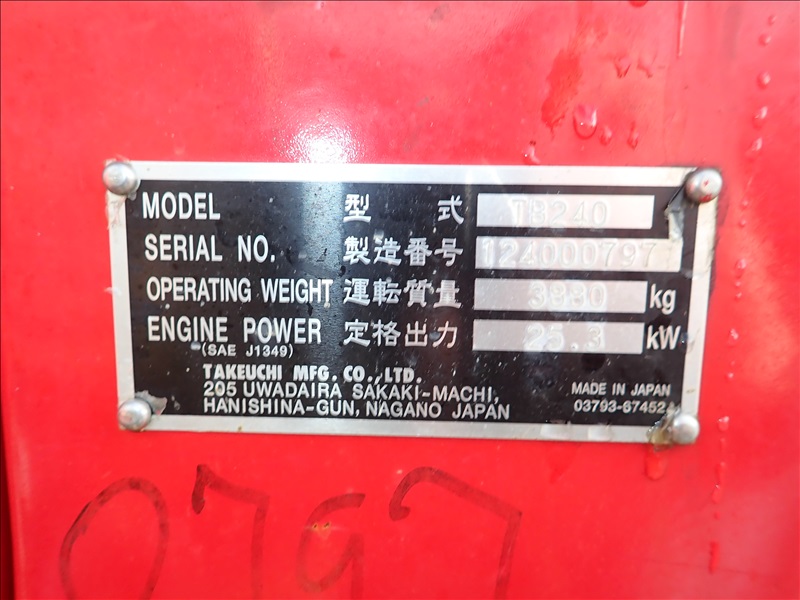 MODEL 型 式 TB240
SERIAL NO. 製造番号 124000797
OPERATING WEIGHT 運転質量 3880 kg
ENGINE POWER 定格出力 25.3 kW
(SAE J1349)
TAKEUCHI MFG. CO., LTD.
205 UWADAIRA SAKAKI-MACHI,
HANISHINA-GUN, NAGANO JAPAN
MADE IN JAPAN
03793-67452
0797